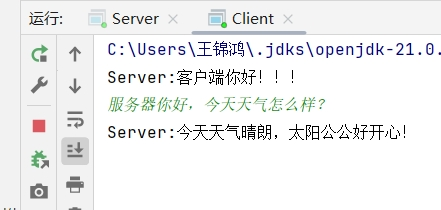 运行: Server × Client ×
C:\Users\王锦鸿\.jdks\openjdk-21.0.
Server:客户端你好!!!
服务器你好，今天天气怎么样?
Server:今天天气晴朗，太阳公公好开心!